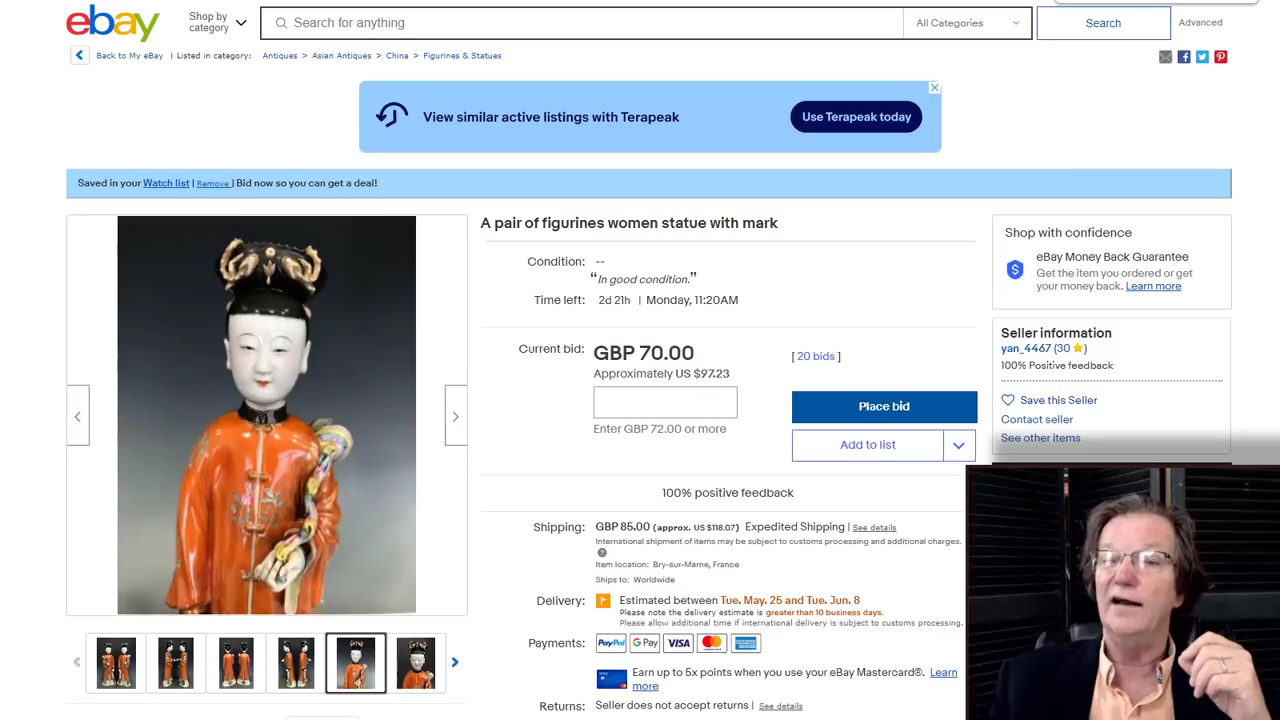 ebay
Shop by category
Search for anything
All Categories
Search
Advanced
Back to My eBay | Listed in category: Antiques > Asian Antiques > China > Figurines & Statues
View similar active listings with Terapeak
Use Terapeak today
Saved in your Watch list | Remove | Bid now so you can get a deal!
A pair of figurines women statue with mark
Condition: --
“In good condition.”
Time left: 2d 21h | Monday, 11:20AM
Current bid: GBP 70.00 [ 20 bids ]
Approximately US $97.23
Place bid
Enter GBP 72.00 or more
Add to list
100% positive feedback
Shipping: GBP 85.00 (approx. US $118.07) Expedited Shipping | See details
International shipment of items may be subject to customs processing and additional charges.
Item location: Bry-sur-Marne, France
Ships to: Worldwide
Delivery: Estimated between Tue. May. 25 and Tue. Jun. 8
Please note the delivery estimate is greater than 10 business days.
Please allow additional time if international delivery is subject to customs processing.
Payments: PayPal G Pay VISA
Earn up to 5x points when you use your eBay Mastercard®. Learn more
Returns: Seller does not accept returns | See details
Shop with confidence
eBay Money Back Guarantee
Get the item you ordered or get
your money back. Learn more
Seller information
yan_4467 (30 )
100% Positive feedback
Save this Seller
Contact seller
See other items